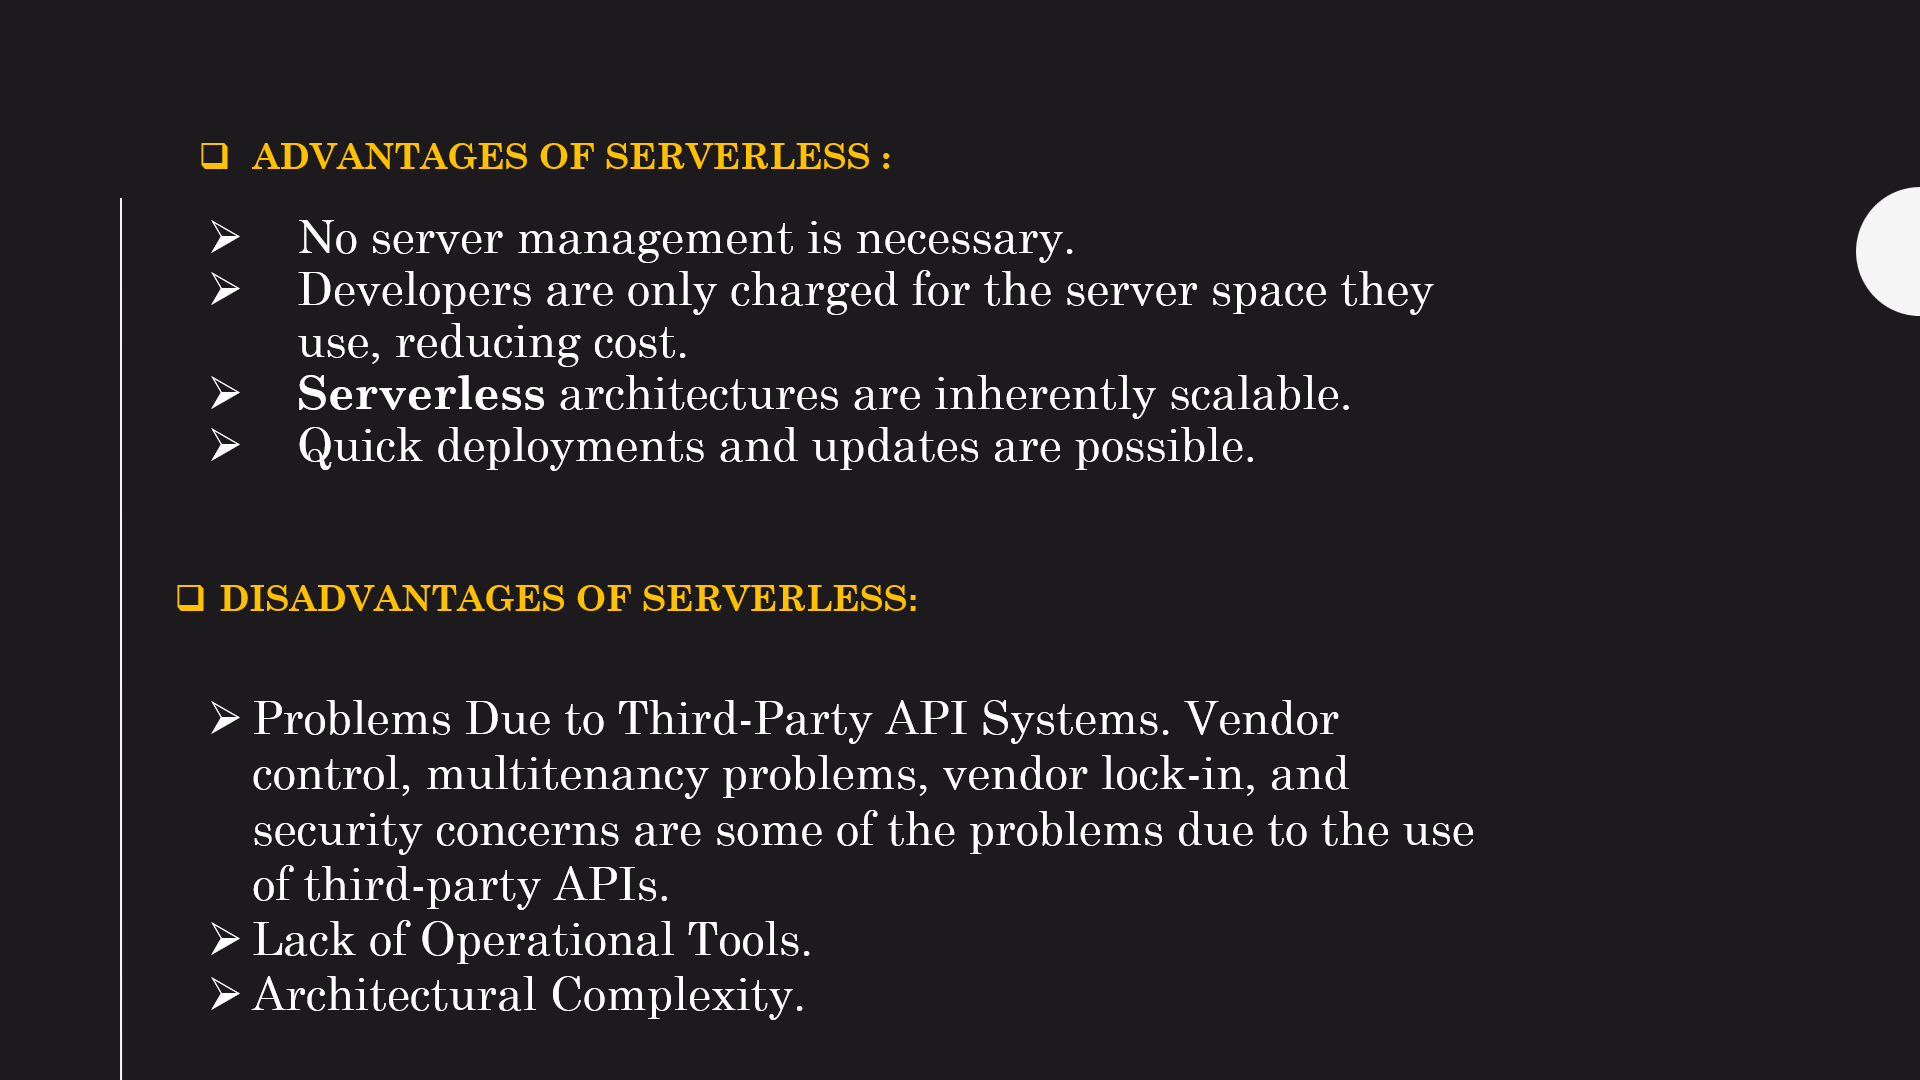 ❑ ADVANTAGES OF SERVERLESS :
➢ No server management is necessary.
➢ Developers are only charged for the server space they
use, reducing cost.
➢ Serverless architectures are inherently scalable.
➢ Quick deployments and updates are possible.
❑ DISADVANTAGES OF SERVERLESS:
➢ Problems Due to Third-Party API Systems. Vendor
control, multitenancy problems, vendor lock-in, and
security concerns are some of the problems due to the use
of third-party APIs.
➢ Lack of Operational Tools.
➢ Architectural Complexity.